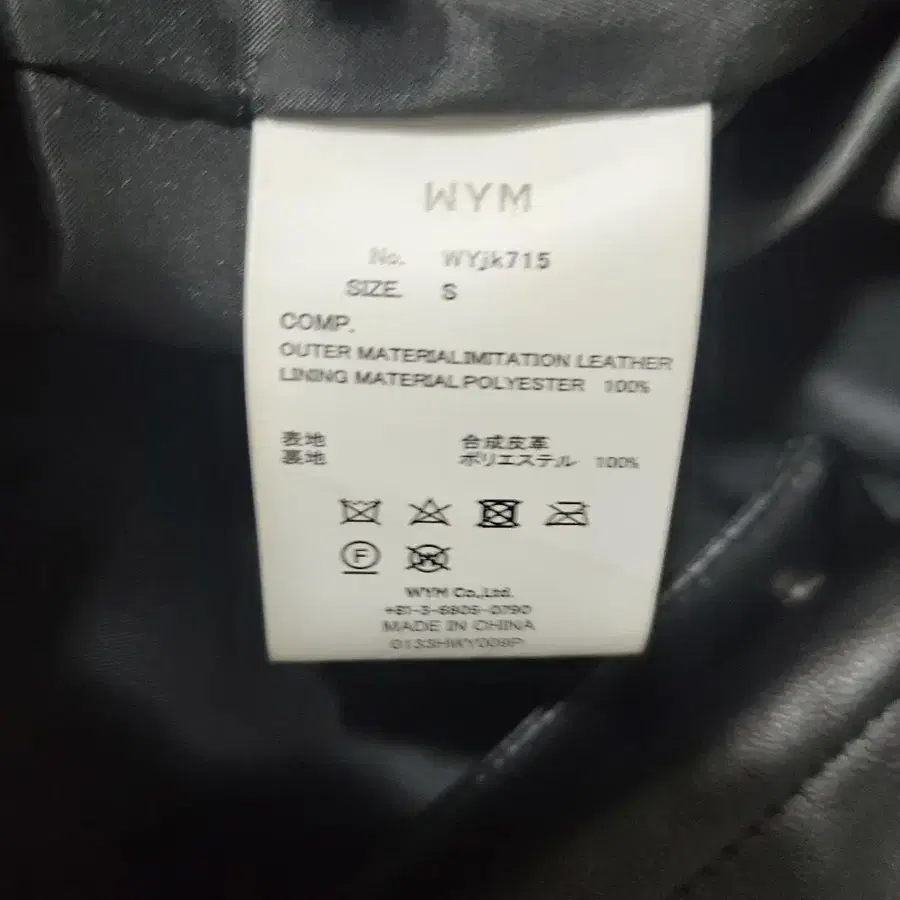 WYM
No. WYjk715
SIZE. S
COMP.
OUTER MATERIAL IMITATION LEATHER
LINING MATERIAL POLYESTER 100%
表地 合成皮革
裏地 ポリエステル 100%
F
W
WYM Co.,Ltd.
+81-3-6805-0790
MADE IN CHINA